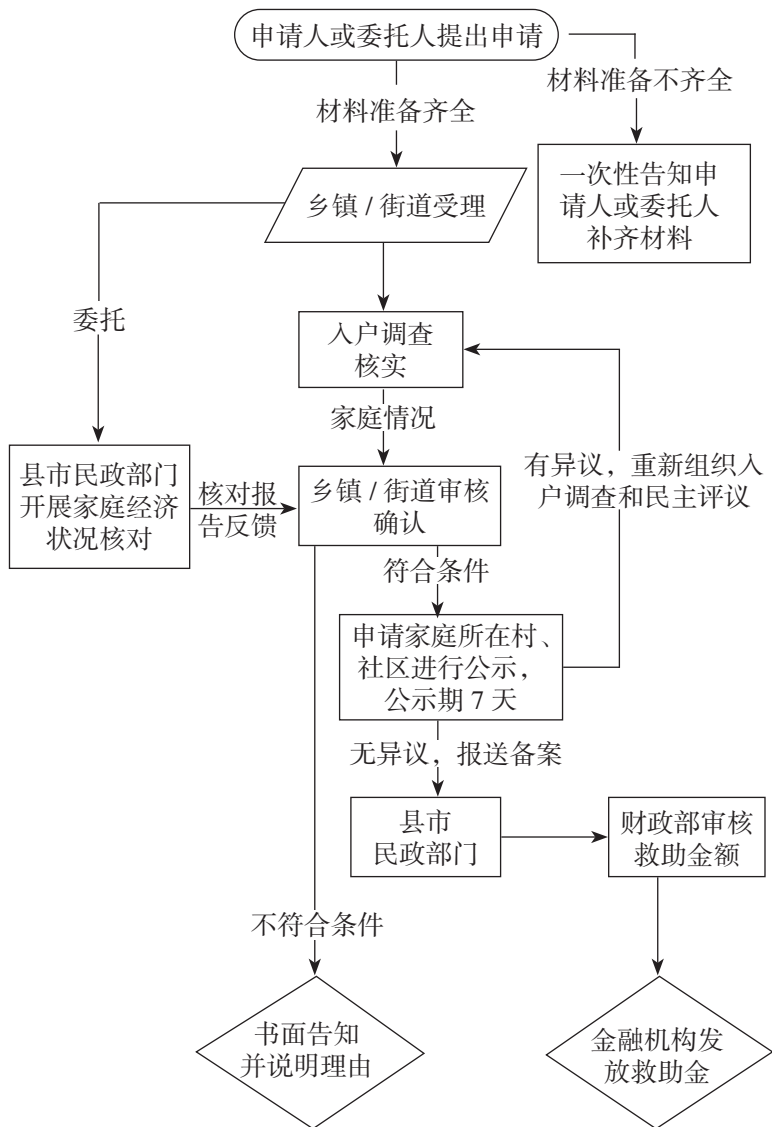 申请人或委托人提出申请
材料准备齐全
材料准备不齐全
一次性告知申
请人或委托人
补齐材料
乡镇 / 街道受理
委托
入户调查
核实
家庭情况
县市民政部门
开展家庭经济
状况核对
核对报
告反馈
乡镇 / 街道审核
确认
有异议，重新组织入
户调查和民主评议
符合条件
申请家庭所在村、
社区进行公示，
公示期 7 天
无异议，报送备案
县市
民政部门
财政部审核
救助金额
不符合条件
书面告知
并说明理由
金融机构发
放救助金